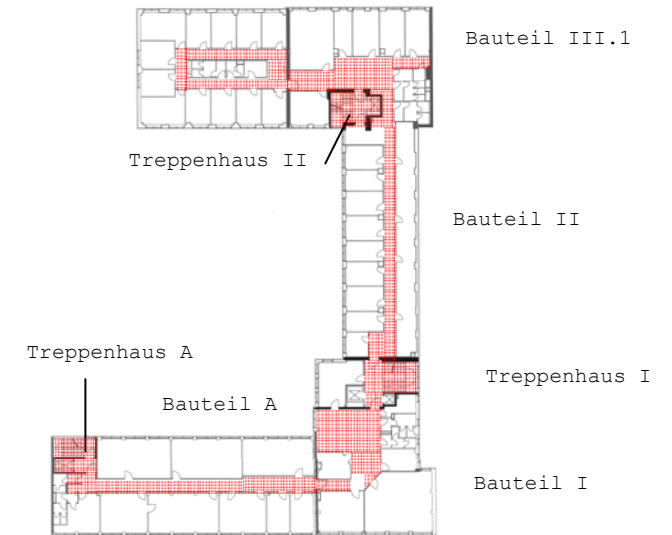 Bauteil III.1
Treppenhaus II
Bauteil II
Treppenhaus A
Treppenhaus I
Bauteil A
Bauteil I